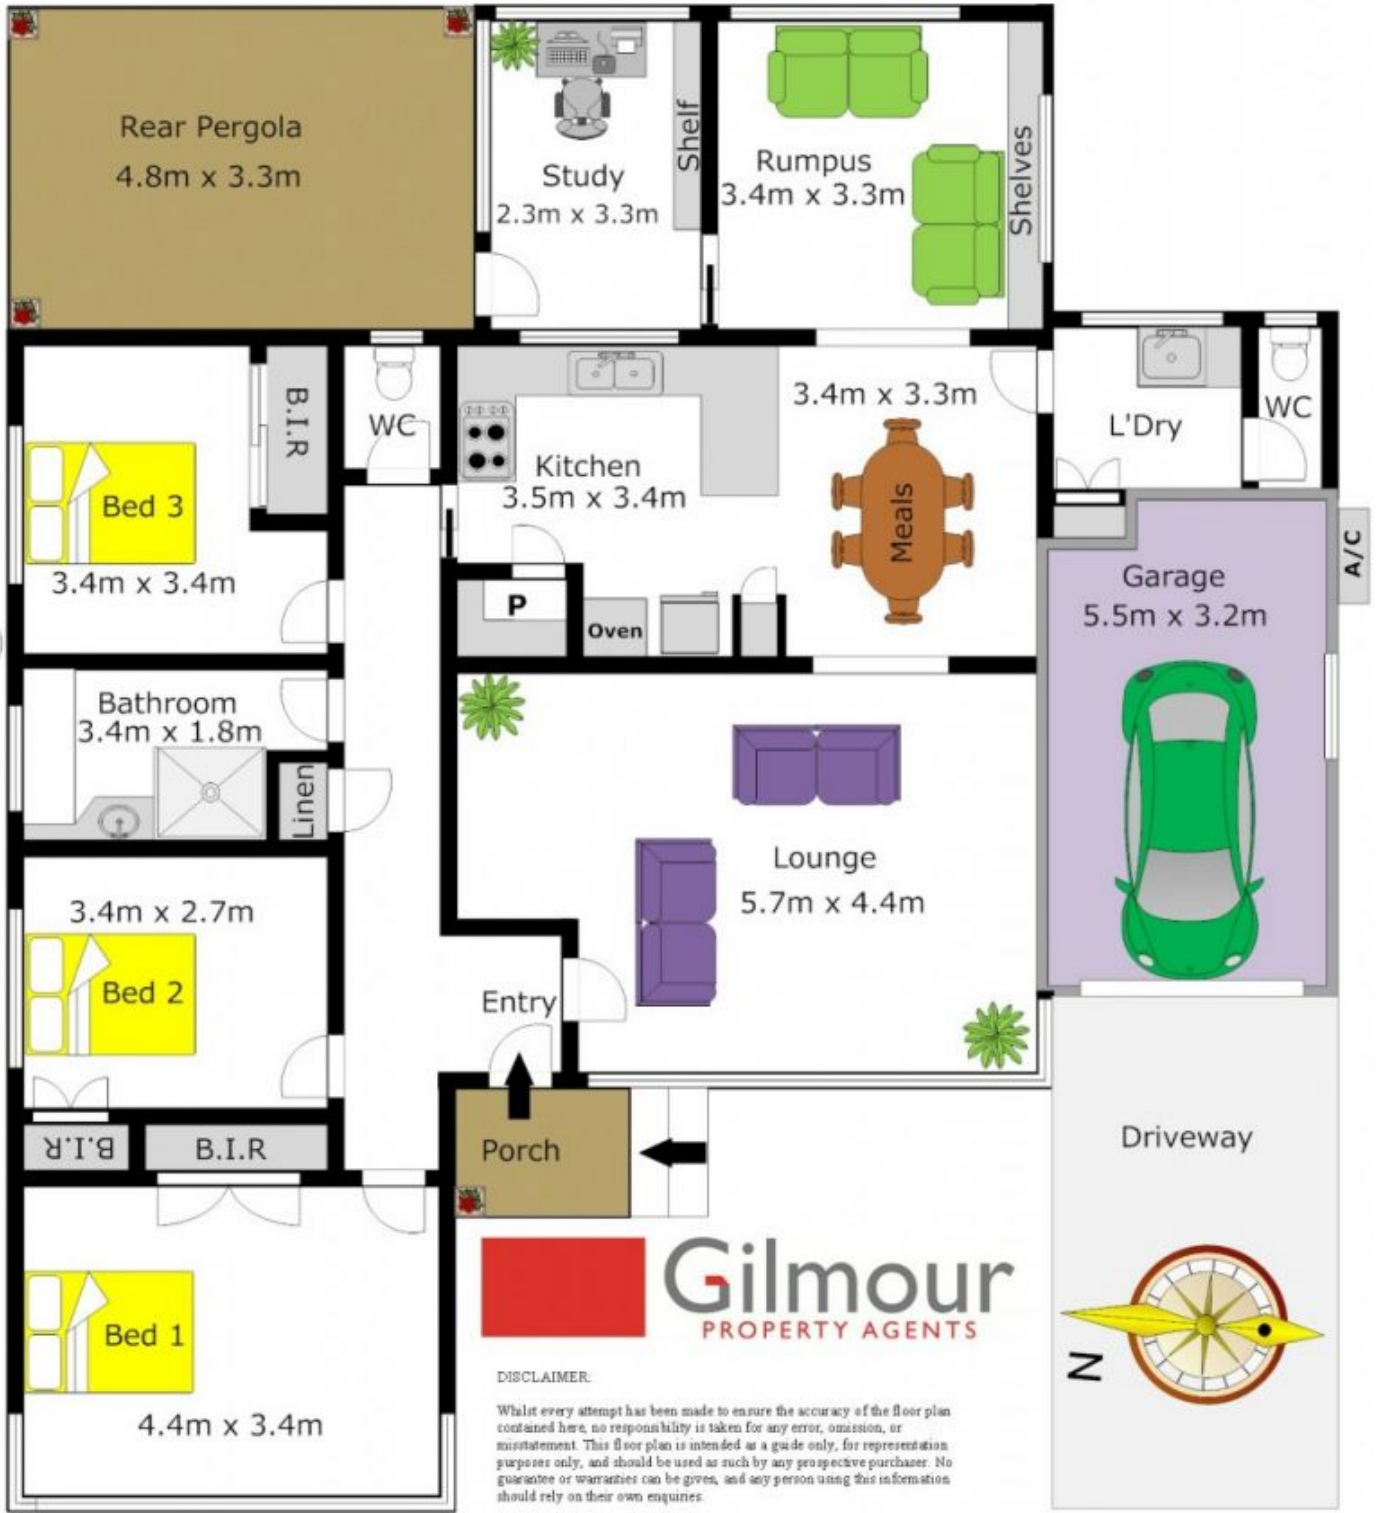 Rear Pergola
4.8m x 3.3m
Study
2.3m x 3.3m
Shelf
Rumpus
3.4m x 3.3m
Shelves
B.I.R
WC
3.4m x 3.3m
L'Dry
WC
Kitchen
3.5m x 3.4m
Meals
Bed 3
3.4m x 3.4m
P
Oven
Garage
5.5m x 3.2m
A/C
Bathroom
3.4m x 1.8m
Linen
Lounge
5.7m x 4.4m
3.4m x 2.7m
Bed 2
Entry
B.I.R
B.I.R
Porch
Driveway
Bed 1
4.4m x 3.4m
N
Gilmour
PROPERTY AGENTS
DISCLAIMER:
Whilst every attempt has been made to ensure the accuracy of the floor plan
contained here, no responsibility is taken for any error, omission, or
misstatement. This floor plan is intended as a guide only, for representation
purposes only, and should be used as such by any prospective purchaser. No
guarantee or warranties can be given, and any person using this information
should rely on their own enquiries.